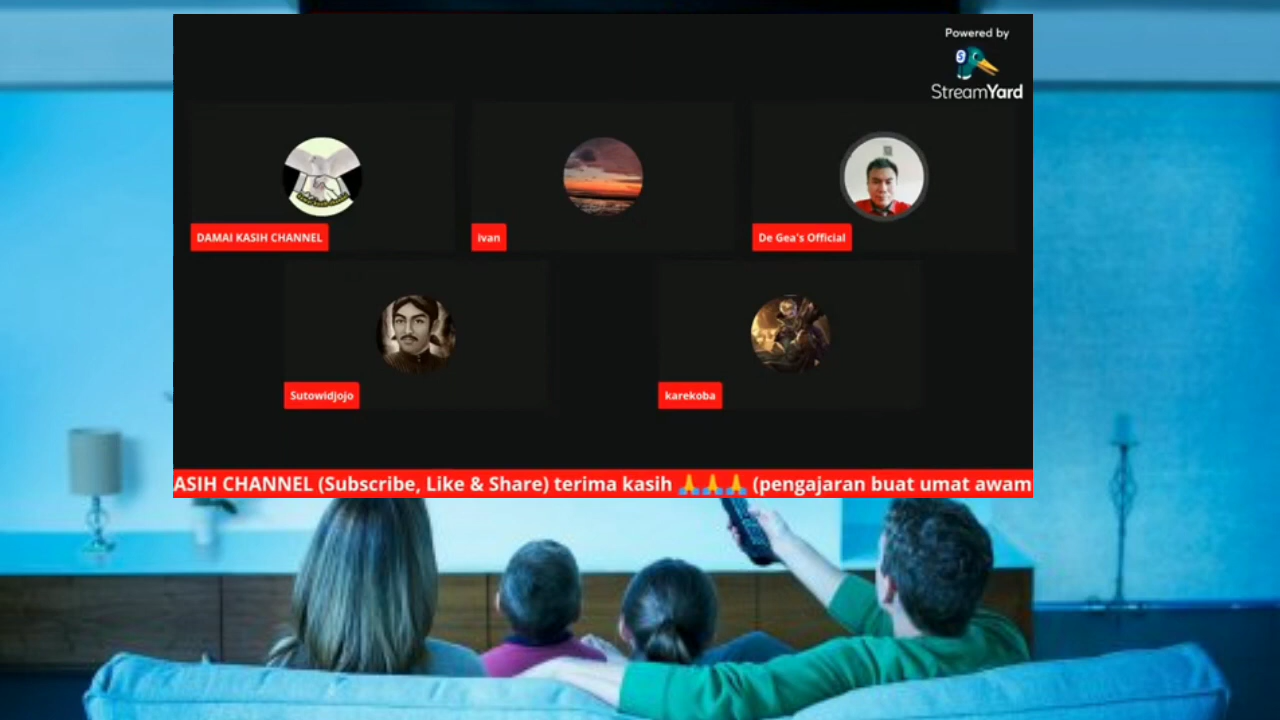 Powered by
StreamYard
DAMAI KASIH CHANNEL
ivan
De Gea's Official
Sutowidjojo
karekoba
ASIH CHANNEL (Subscribe, Like & Share) terima kasih 🙏🙏🙏 (pengajaran buat umat awam